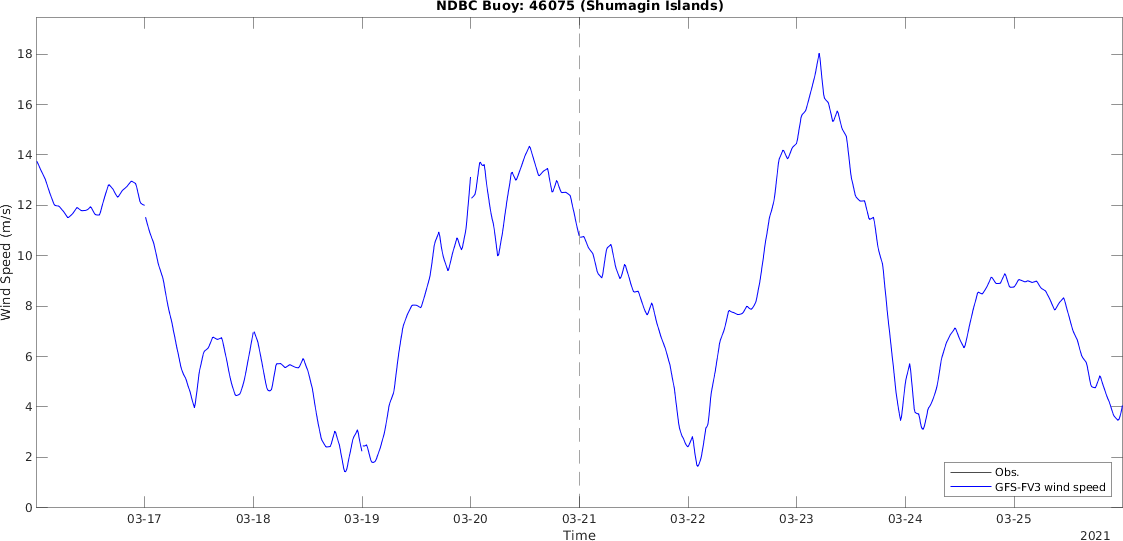 NDBC Buoy: 46075 (Shumagin Islands)
Wind Speed (m/s)
18
16
14
12
10
8
6
4
2
0
Obs.
GFS-FV3 wind speed
03-17 03-18 03-19 03-20 03-21 03-22 03-23 03-24 03-25
Time
2021